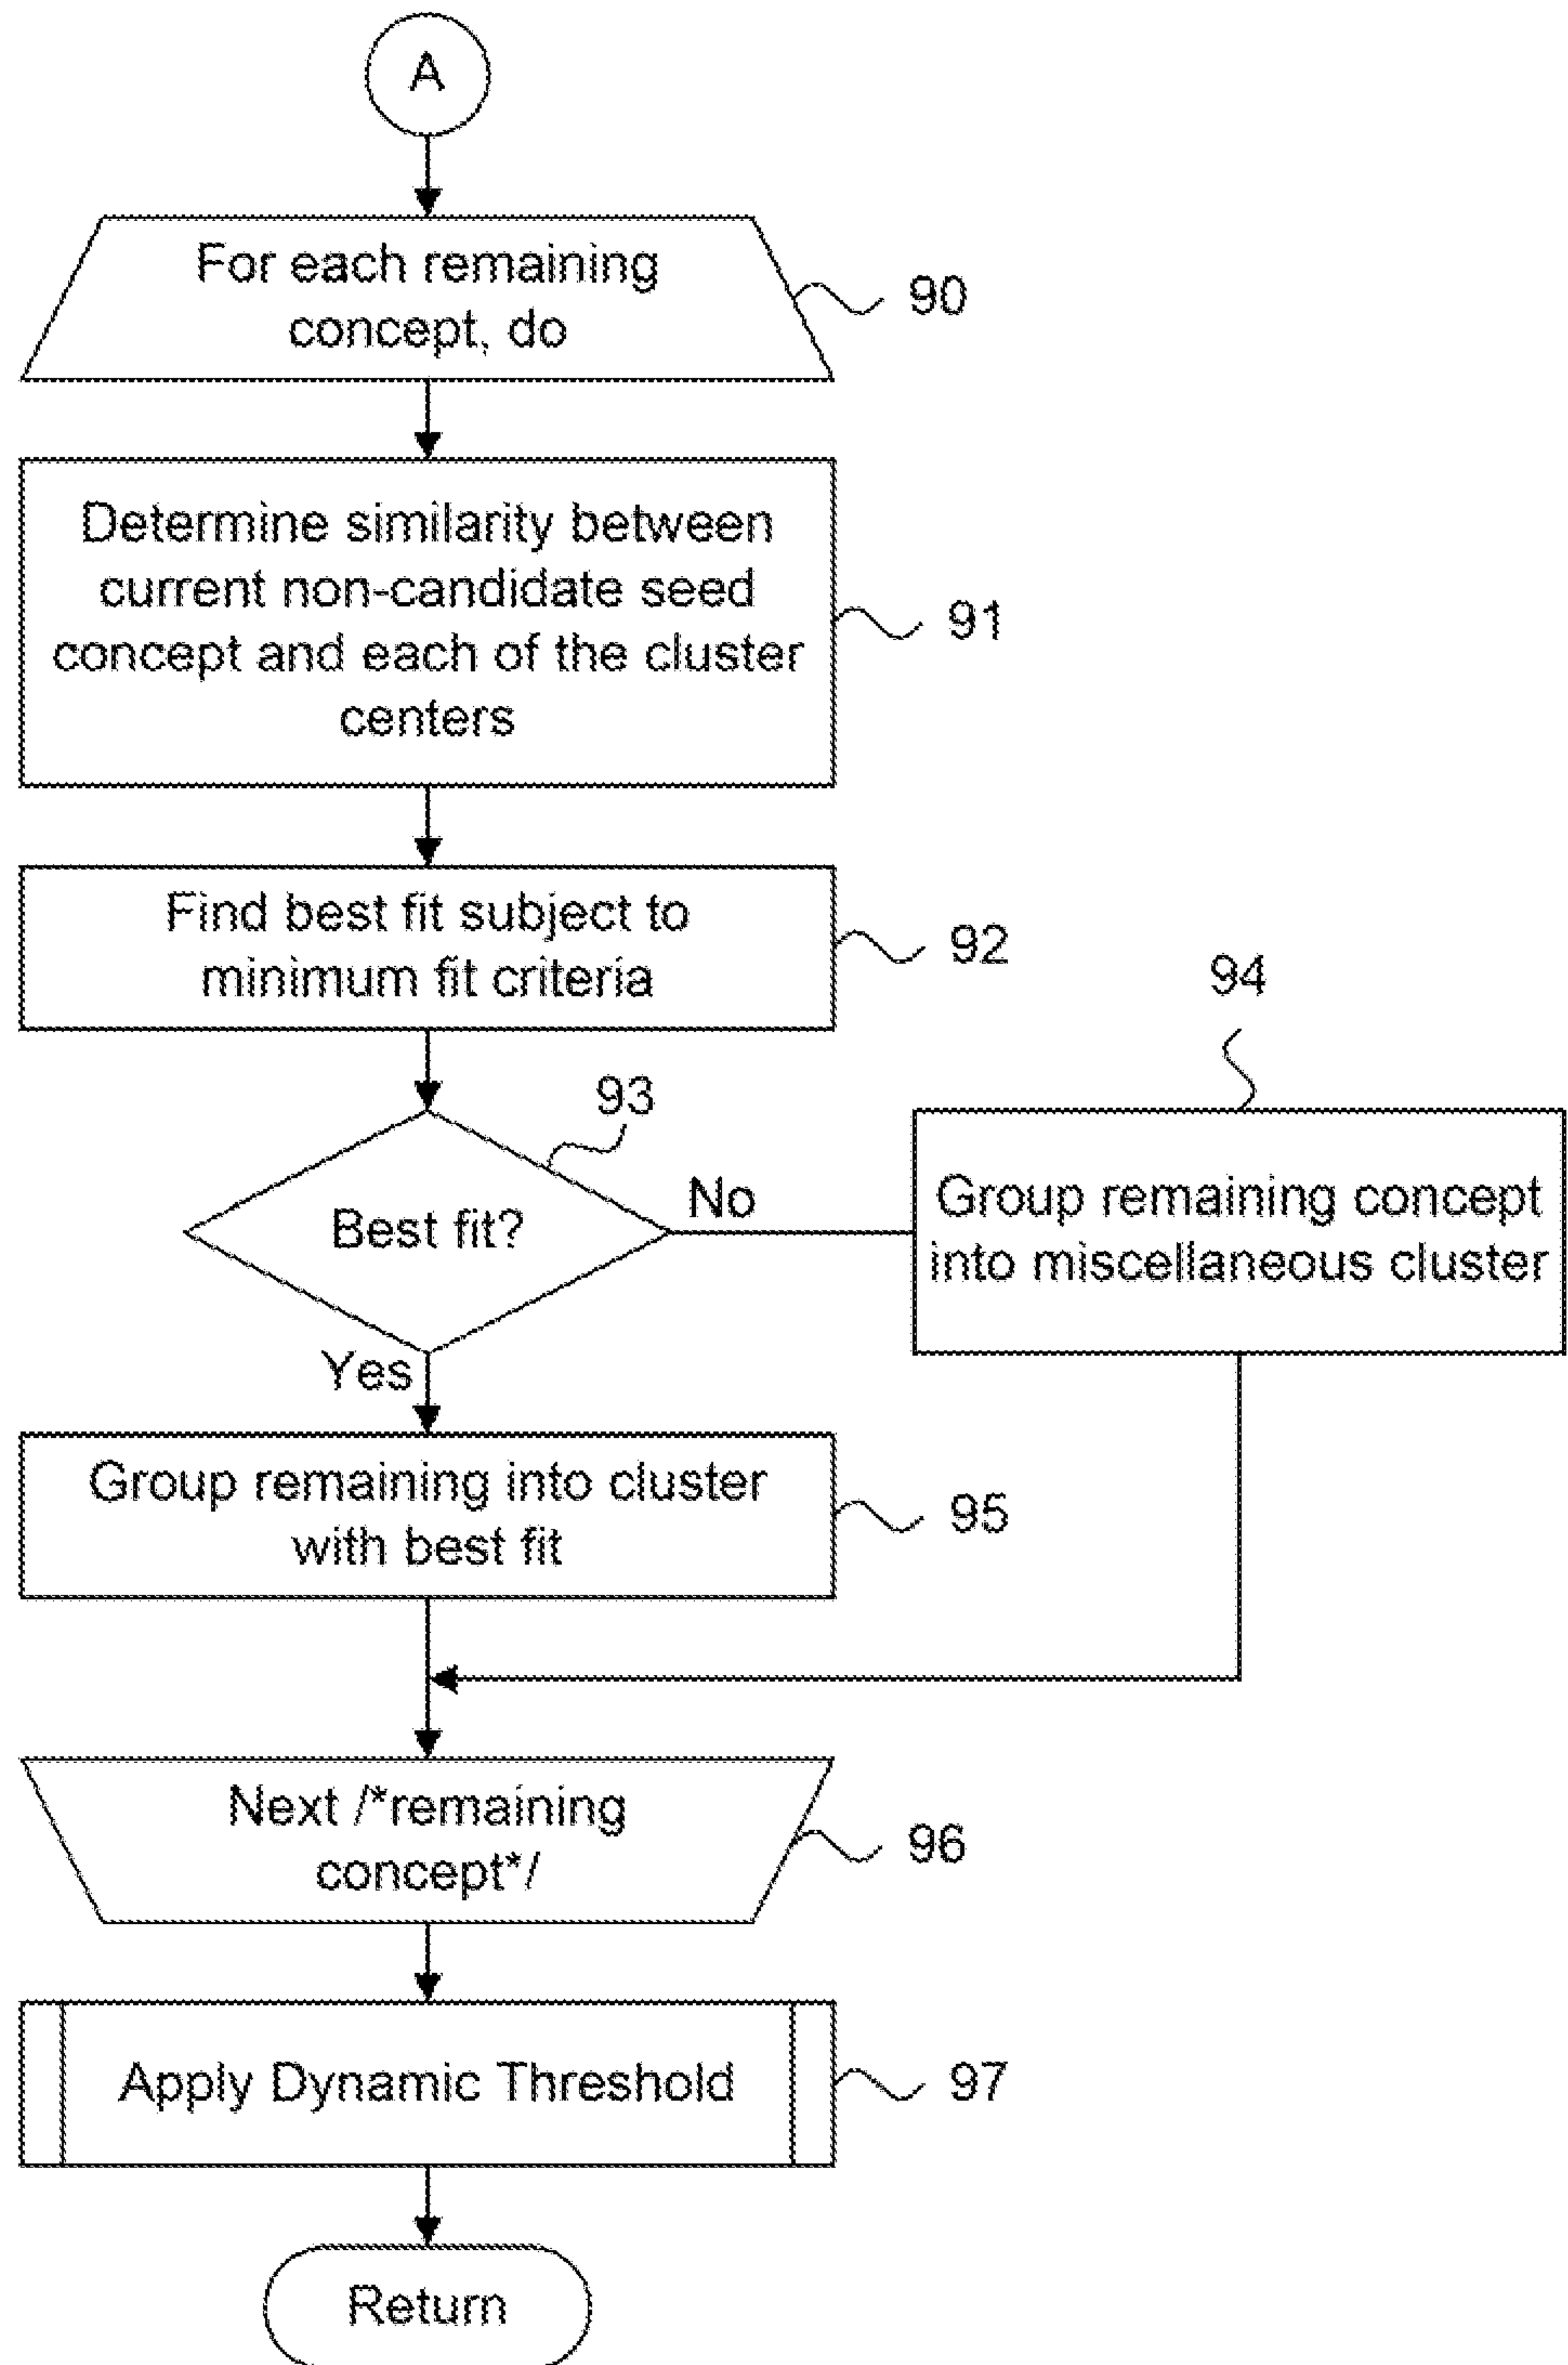 A
For each remaining
concept, do
90
Determine similarity between
current non-candidate seed
concept and each of the cluster
centers
91
Find best fit subject to
minimum fit criteria
92
93
94
Best fit?
No
Group remaining concept
into miscellaneous cluster
Yes
Group remaining into cluster
with best fit
95
Next /*remaining
concept*/
96
Apply Dynamic Threshold
97
Return